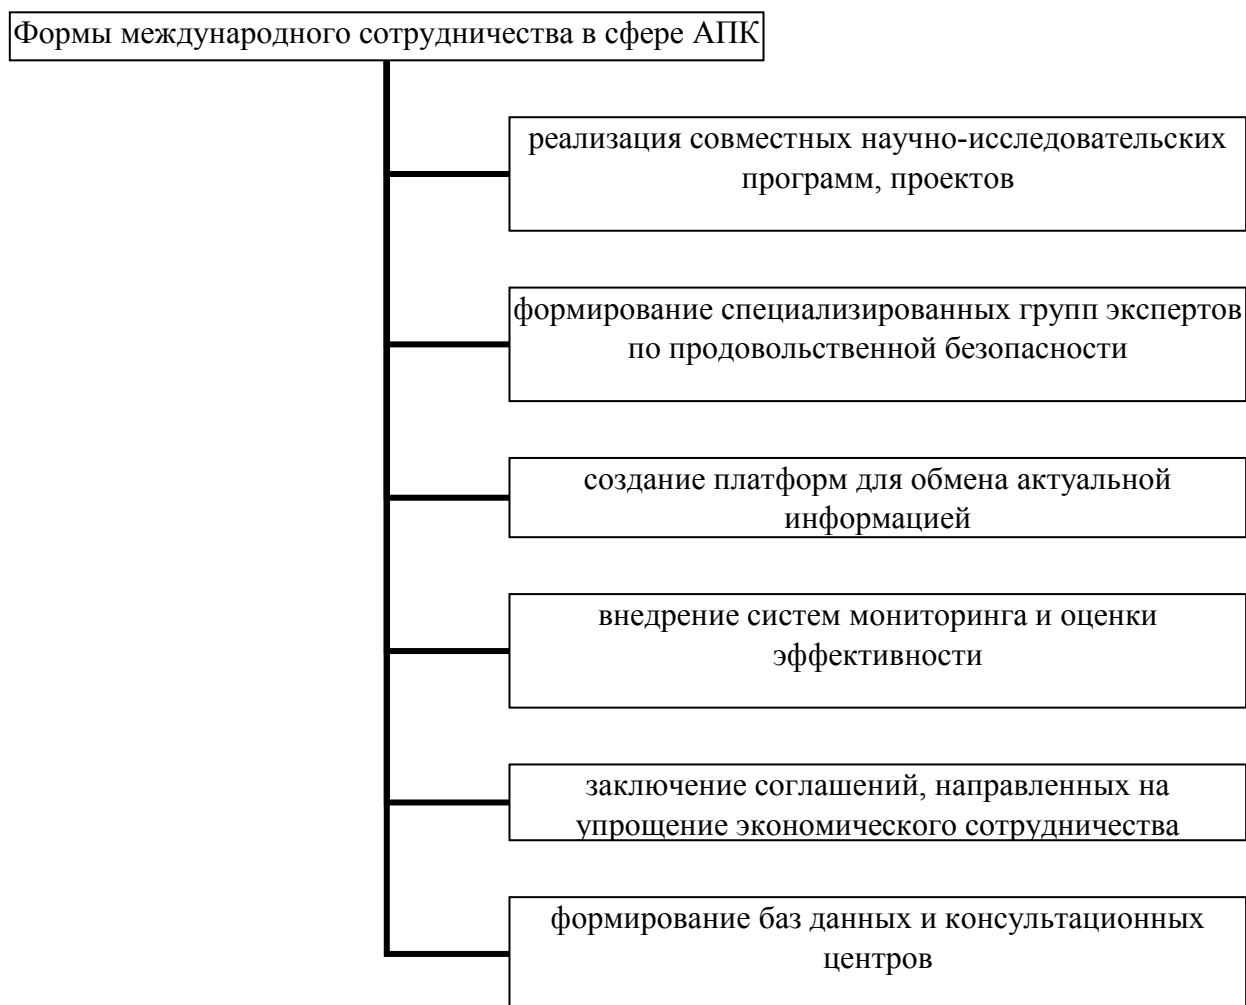 Формы международного сотрудничества в сфере АПК
реализация совместных научно-исследовательских
программ, проектов
формирование специализированных групп экспертов
по продовольственной безопасности
создание платформ для обмена актуальной
информацией
внедрение систем мониторинга и оценки
эффективности
заключение соглашений, направленных на
упрощение экономического сотрудничества
формирование баз данных и консультационных
центров